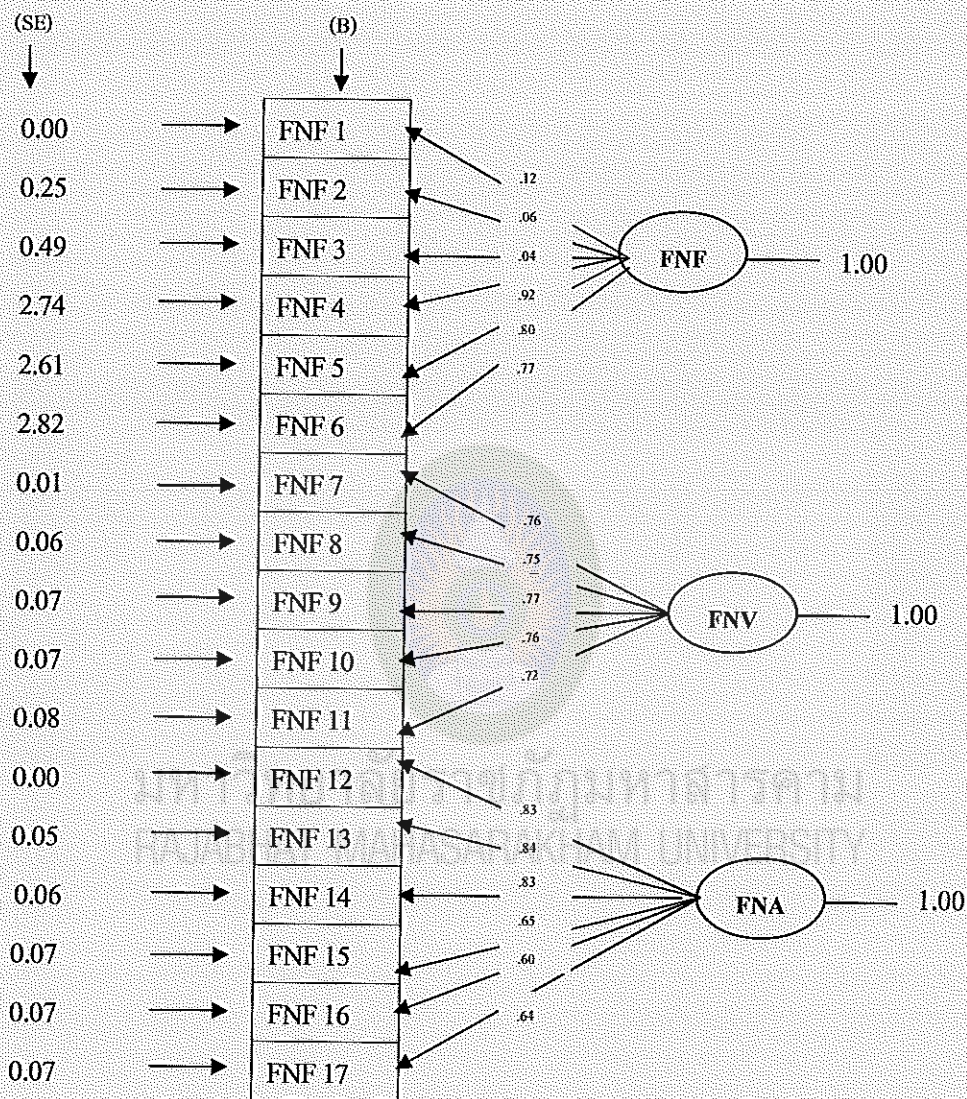 (SE) (B)
0.00 FNF 1
.12
0.25 FNF 2
.06
0.49 FNF 3 .04 FNF 1.00
2.74 FNF 4 .92
.80
2.61 FNF 5 .77
2.82 FNF 6
0.01 FNF 7
.76
0.06 FNF 8 .75
0.07 FNF 9 .77 FNV 1.00
0.07 FNF 10 .76
.72
0.08 FNF 11
0.00 FNF 12
.83
0.05 FNF 13 .84
0.06 FNF 14 .83 FNA 1.00
.65
0.07 FNF 15 .60
0.07 FNF 16 .64
0.07 FNF 17